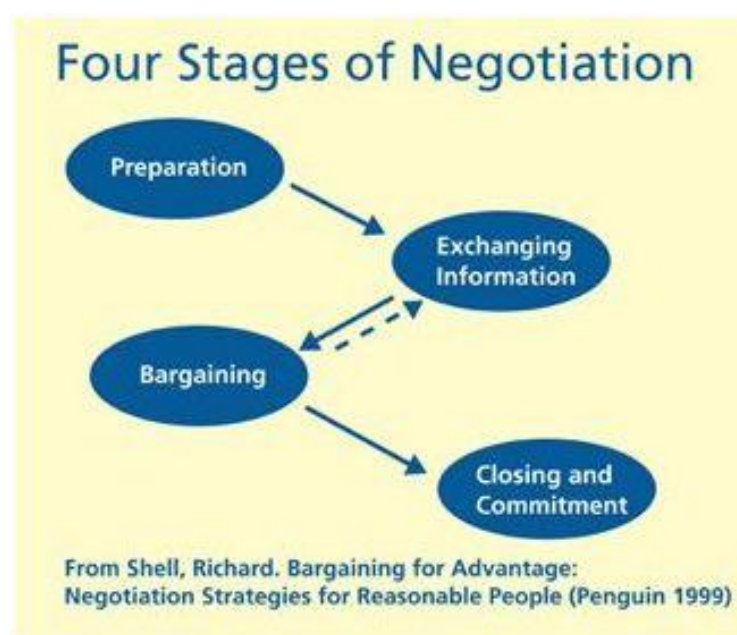 Four Stages of Negotiation
Preparation
Exchanging
Information
Bargaining
Closing and
Commitment
From Shell, Richard. Bargaining for Advantage:
Negotiation Strategies for Reasonable People (Penguin 1999)